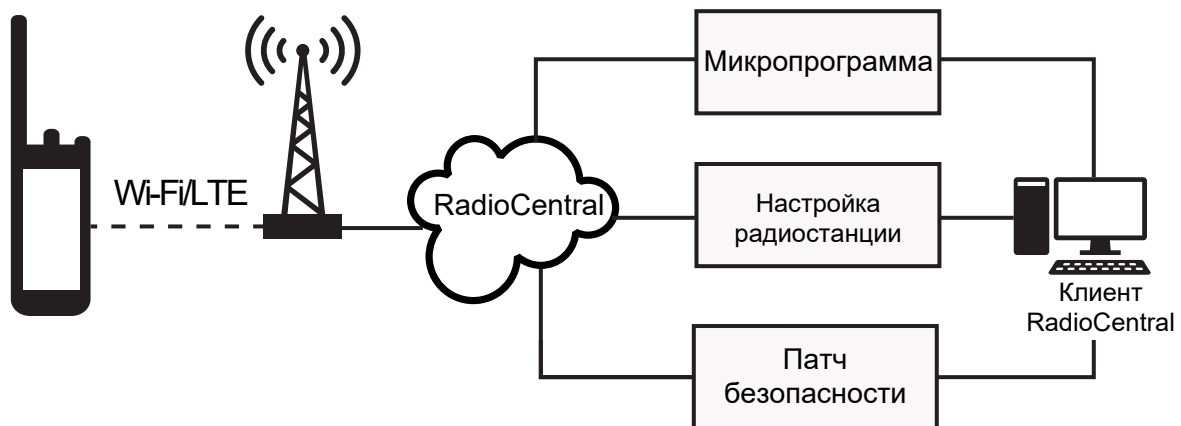 Wi-Fi/LTE
RadioCentral
Микропрограмма
Настройка
радиостанции
Патч
безопасности
Клиент
RadioCentral